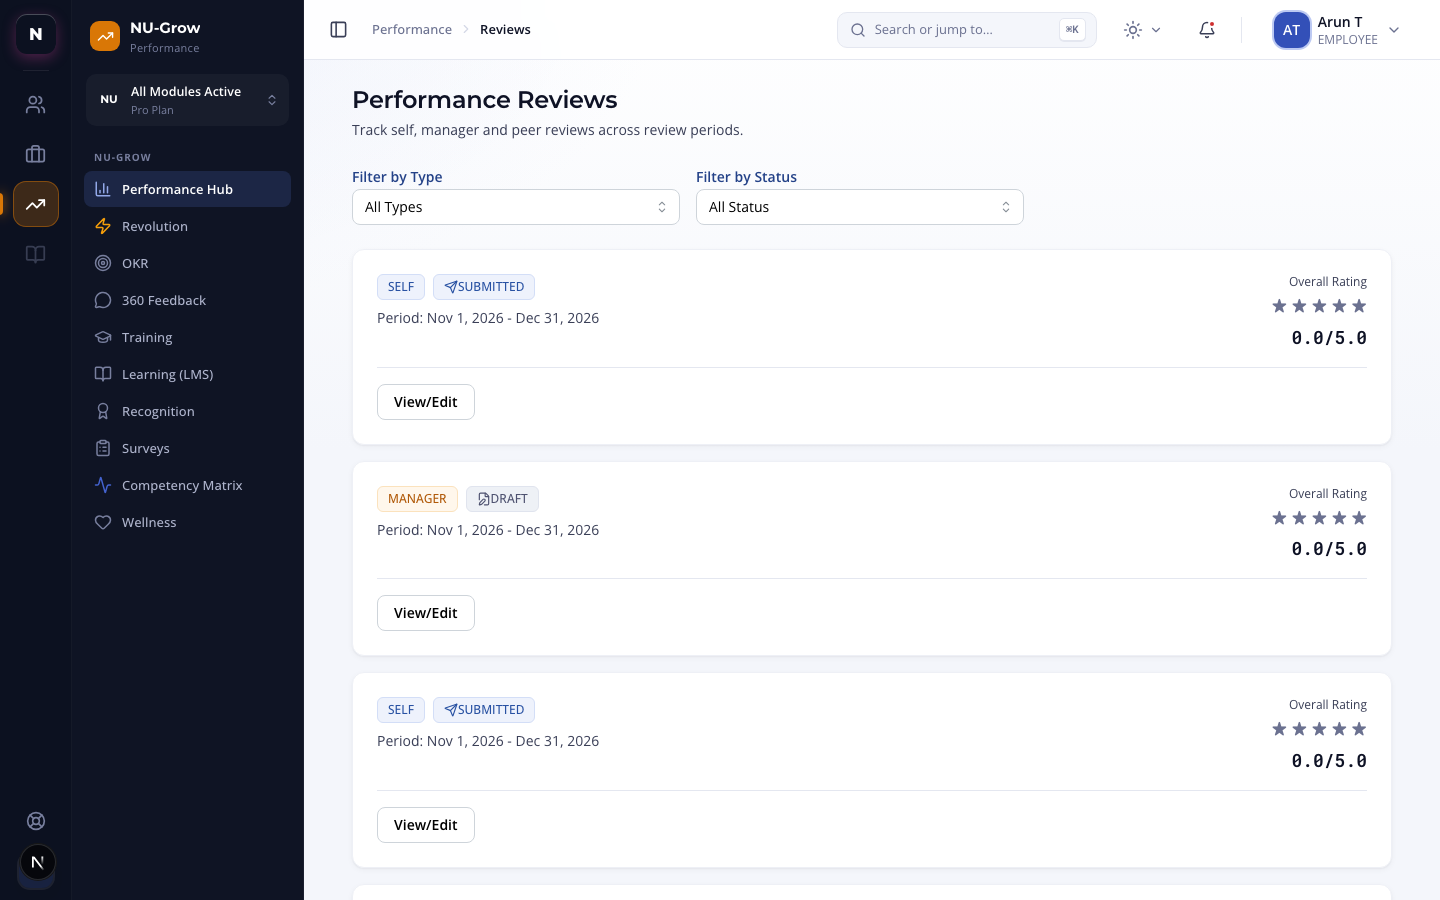 N
NU-Grow
Performance
NU
All Modules Active
Pro Plan
NU-GROW
Performance Hub
Revolution
OKR
360 Feedback
Training
Learning (LMS)
Recognition
Surveys
Competency Matrix
Wellness
N
Performance
Reviews
Search or jump to...
⌘K
AT
Arun T
EMPLOYEE
Performance Reviews
Track self, manager and peer reviews across review periods.
Filter by Type
All Types
Filter by Status
All Status
SELF
SUBMITTED
Period: Nov 1, 2026 - Dec 31, 2026
Overall Rating
0.0/5.0
View/Edit
MANAGER
DRAFT
Period: Nov 1, 2026 - Dec 31, 2026
Overall Rating
0.0/5.0
View/Edit
SELF
SUBMITTED
Period: Nov 1, 2026 - Dec 31, 2026
Overall Rating
0.0/5.0
View/Edit